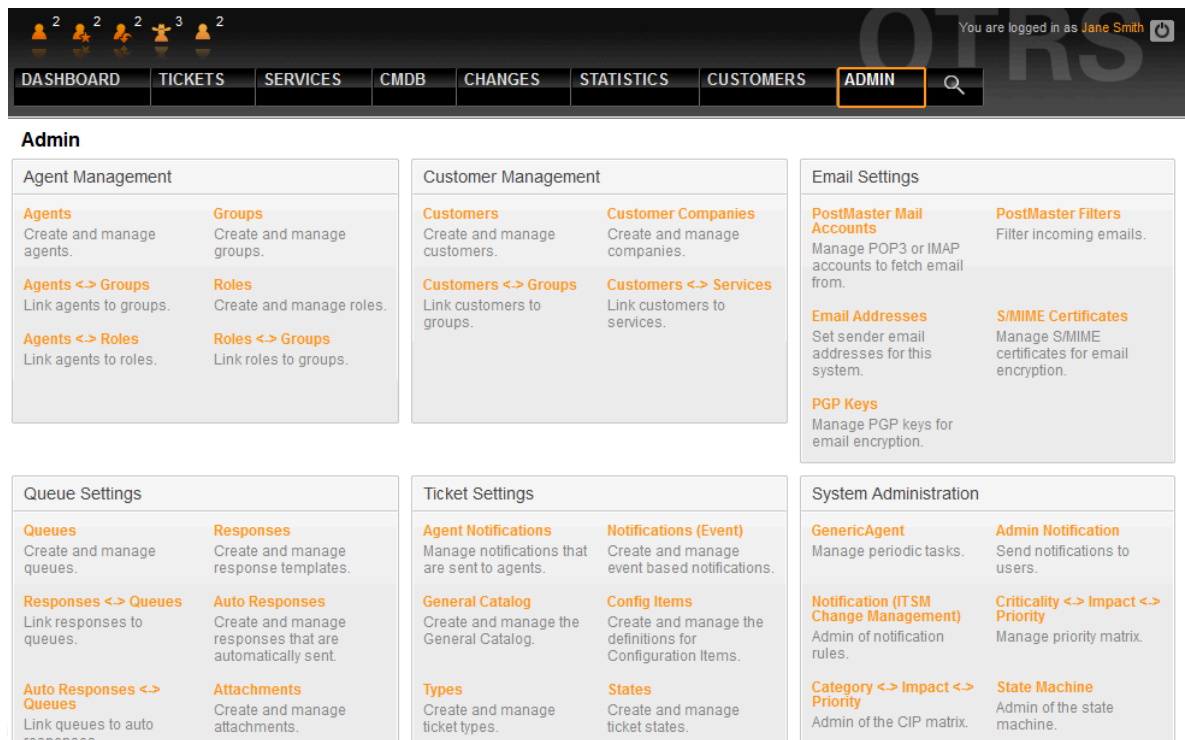 2 2 2 3 2
OTRS
You are logged in as Jane Smith
DASHBOARD TICKETS SERVICES CMDB CHANGES STATISTICS CUSTOMERS ADMIN
Admin
Agent Management
Agents
Create and manage
agents.
Groups
Create and manage
groups.
Agents <-> Groups
Link agents to groups.
Roles
Create and manage roles.
Agents <-> Roles
Link agents to roles.
Roles <-> Groups
Link roles to groups.
Customer Management
Customers
Create and manage
customers.
Customer Companies
Create and manage
companies.
Customers <-> Groups
Link customers to
groups.
Customers <-> Services
Link customers to
services.
Email Settings
PostMaster Mail
Accounts
Manage POP3 or IMAP
accounts to fetch email
from.
PostMaster Filters
Filter incoming emails.
Email Addresses
Set sender email
addresses for this
system.
S/MIME Certificates
Manage S/MIME
certificates for email
encryption.
PGP Keys
Manage PGP keys for
email encryption.
Queue Settings
Queues
Create and manage
queues.
Responses
Create and manage
response templates.
Responses <-> Queues
Link responses to
queues.
Auto Responses
Create and manage
responses that are
automatically sent.
Auto Responses <->
Queues
Link queues to auto
responses.
Attachments
Create and manage
attachments.
Ticket Settings
Agent Notifications
Manage notifications that
are sent to agents.
Notifications (Event)
Create and manage
event based notifications.
General Catalog
Create and manage the
General Catalog.
Config Items
Create and manage the
definitions for
Configuration Items.
Types
Create and manage
ticket types.
States
Create and manage
ticket states.
System Administration
GenericAgent
Manage periodic tasks.
Admin Notification
Send notifications to
users.
Notification (ITSM
Change Management)
Admin of notification
rules.
Criticality <-> Impact <->
Priority
Manage priority matrix.
Category <-> Impact <->
Priority
Admin of the CIP matrix.
State Machine
Admin of the state
machine.